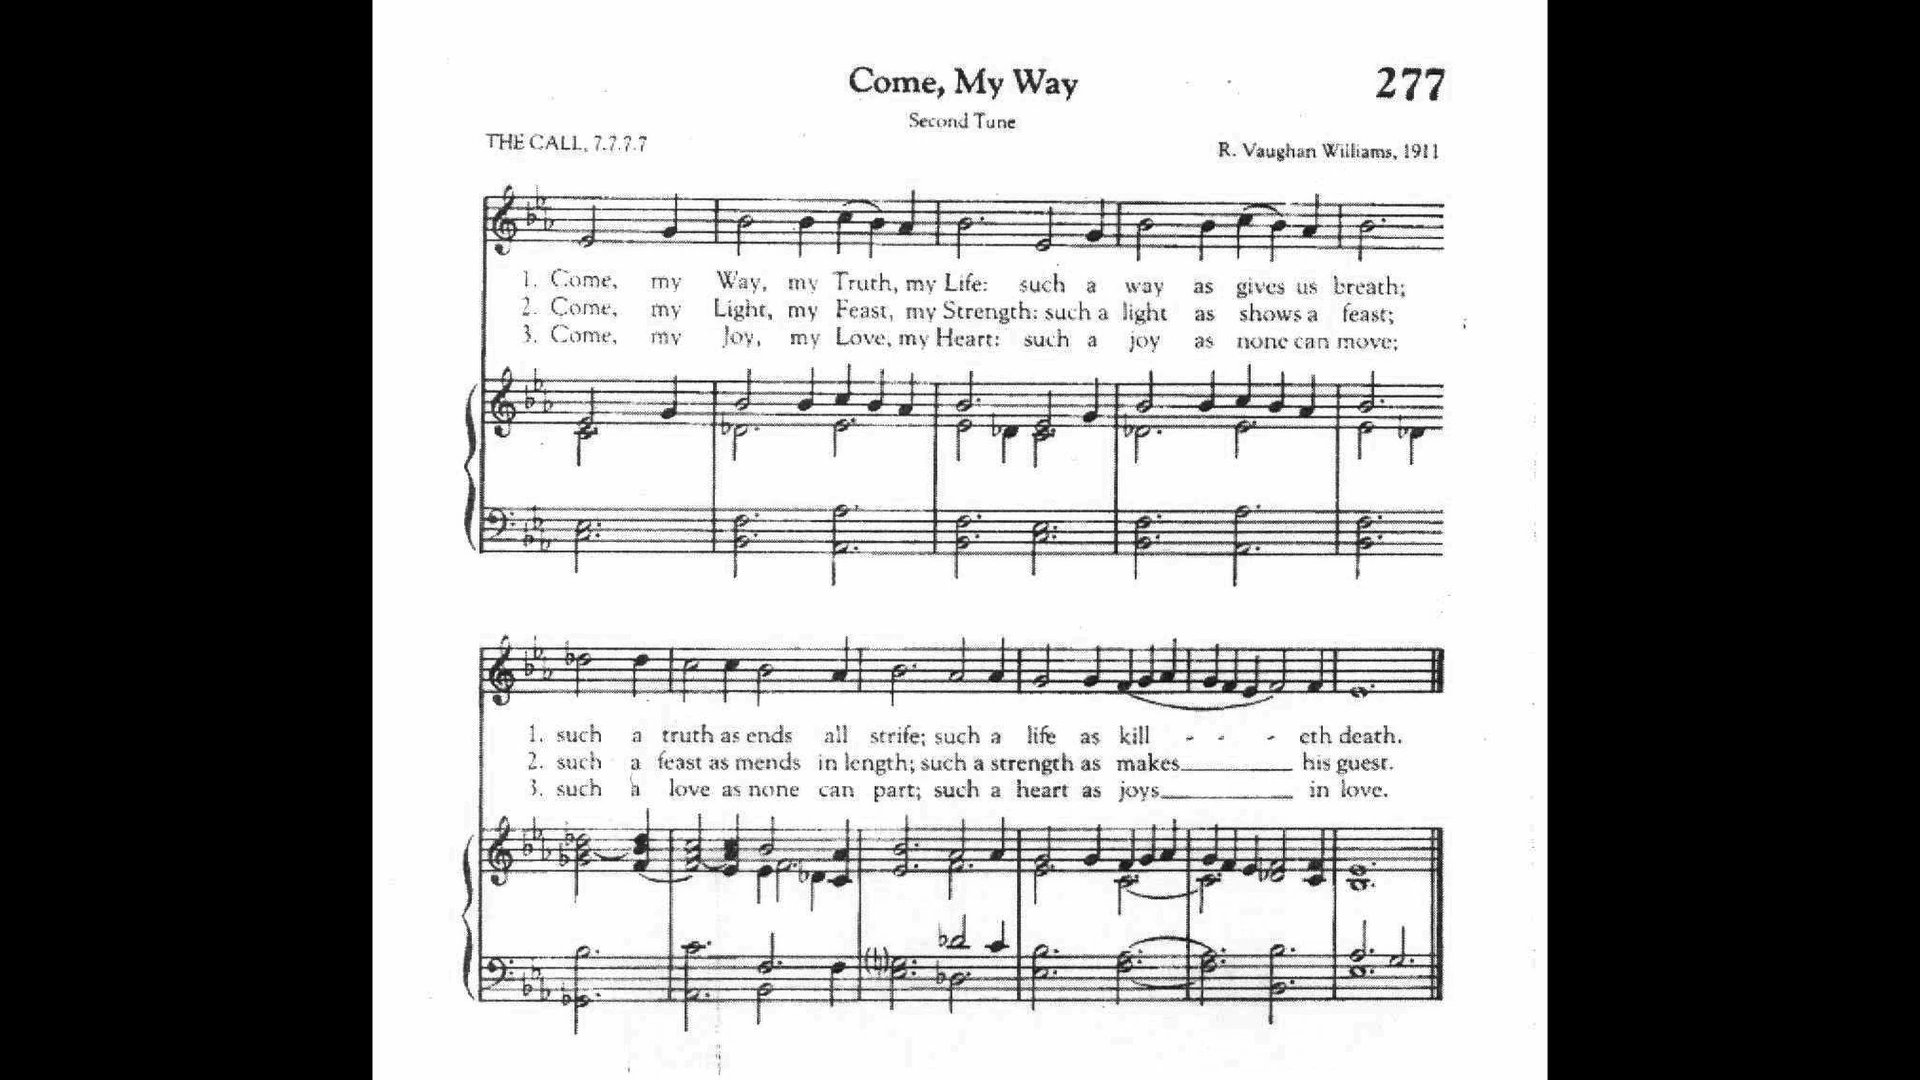 Come, My Way
277
Second Tune
THE CALL, 7.7.7.7
R. Vaughan Williams, 1911
1. Come, my Way, my Truth, my Life: such a way as gives us breath;
2. Come, my Light, my Feast, my Strength: such a light as shows a feast;
3. Come, my Joy, my Love, my Heart: such a joy as none can move;
1. such a truth as ends all strife; such a life as kill - - - eth death.
2. such a feast as mends in length; such a strength as makes his guest.
3. such a love as none can part; such a heart as joys in love.